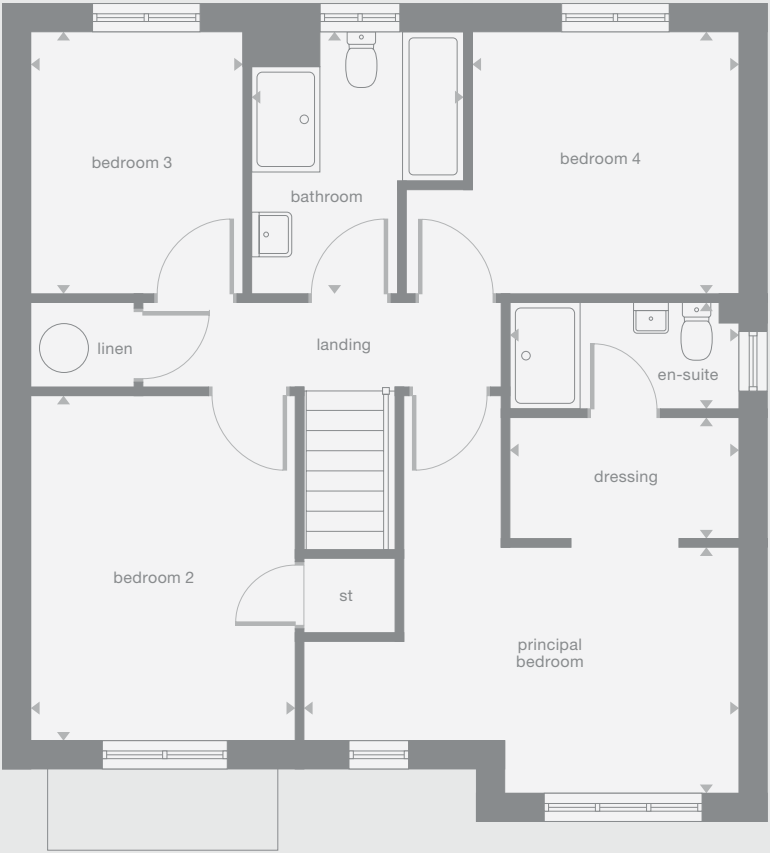 bedroom 3
bedroom 4
bathroom
landing
linen
en-suite
dressing
bedroom 2
st
principal
bedroom